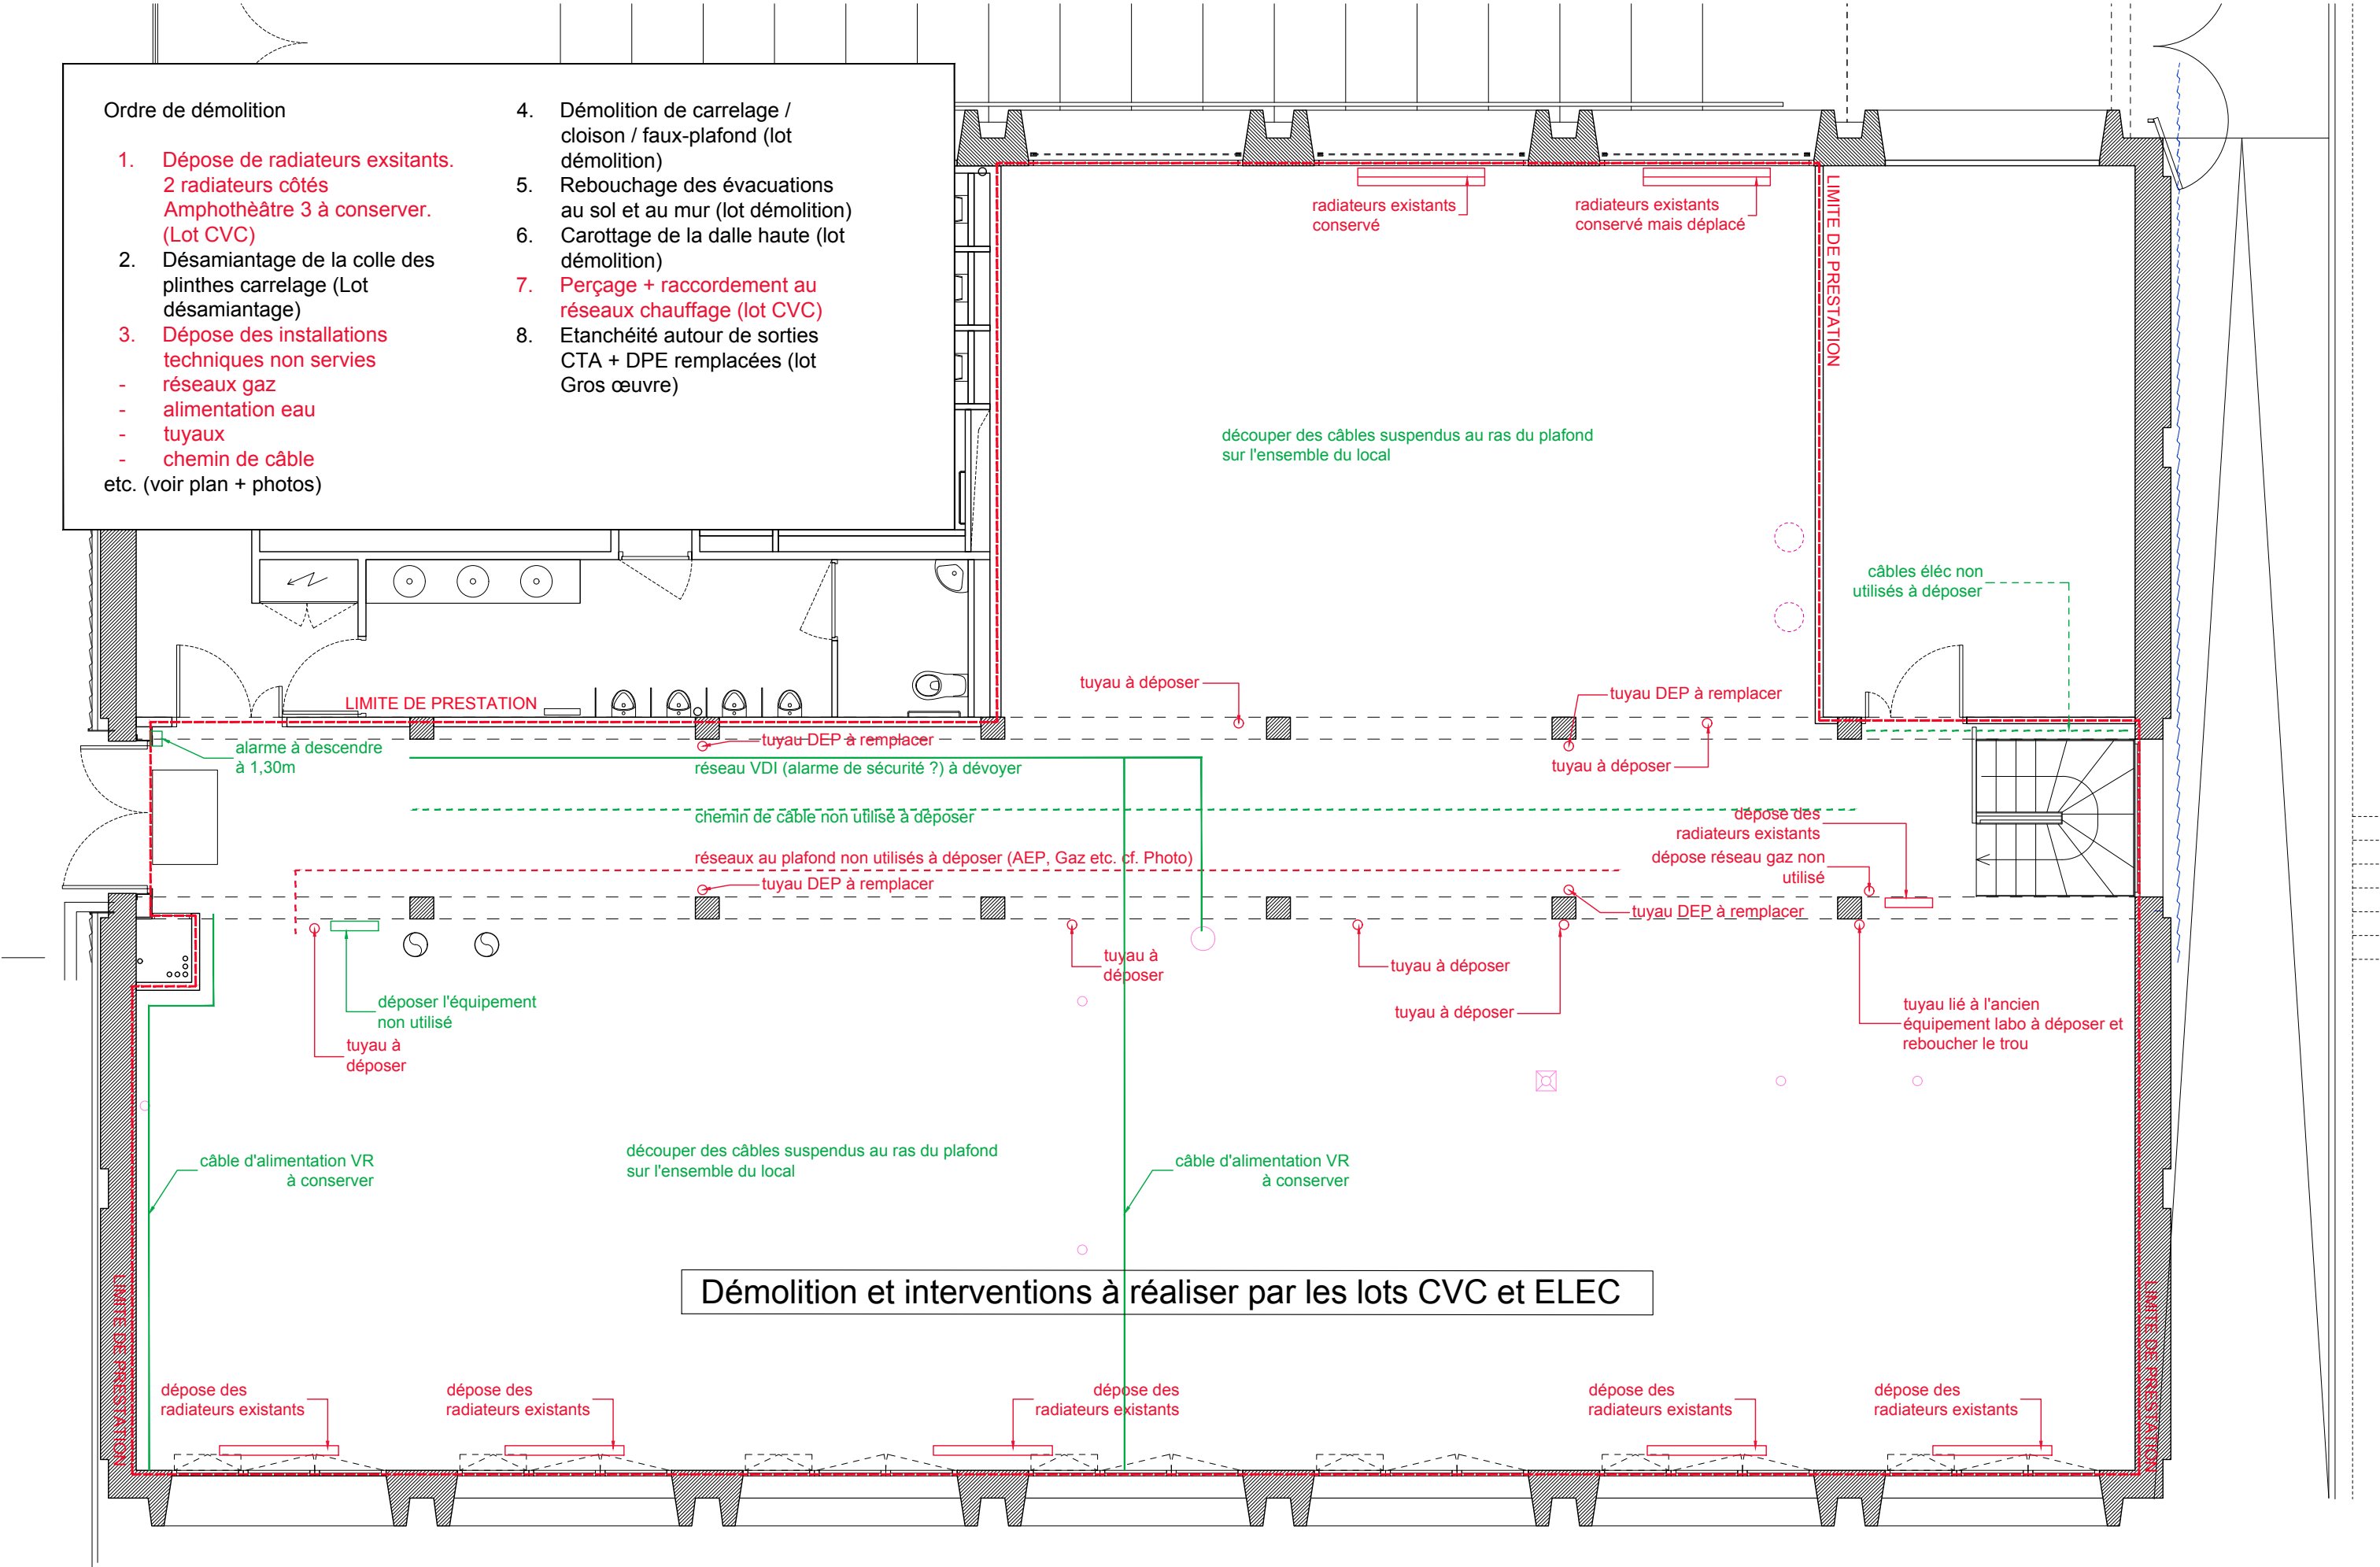 Ordre de démolition
1. Dépose de radiateurs exsitants.
2 radiateurs côtés
Amphothèâtre 3 à conserver.
(Lot CVC)
2. Désamiantage de la colle des
plinthes carrelage (Lot
désamiantage)
3. Dépose des installations
techniques non servies
- réseaux gaz
- alimentation eau
- tuyaux
- chemin de câble
etc. (voir plan + photos)
4. Démolition de carrelage /
cloison / faux-plafond (lot
démolition)
5. Rebouchage des évacuations
au sol et au mur (lot démolition)
6. Carottage de la dalle haute (lot
démolition)
7. Perçage + raccordement au
réseaux chauffage (lot CVC)
8. Etanchéité autour de sorties
CTA + DPE remplacées (lot
Gros œuvre)
radiateurs existants
conservé
radiateurs existants
conservé mais déplacé
LIMITE DE PRESTATION
découper des câbles suspendus au ras du plafond
sur l'ensemble du local
câbles éléc non
utilisés à déposer
LIMITE DE PRESTATION
tuyau à déposer
tuyau DEP à remplacer
alarme à descendre
à 1,30m
tuyau DEP à remplacer
réseau VDI (alarme de sécurité ?) à dévoyer
tuyau à déposer
chemin de câble non utilisé à déposer
dépose des
radiateurs existants
réseaux au plafond non utilisés à déposer (AEP, Gaz etc. cf. Photo)
dépose réseau gaz non
utilisé
tuyau DEP à remplacer
tuyau DEP à remplacer
tuyau à
déposer
tuyau à déposer
déposer l'équipement
non utilisé
tuyau à déposer
tuyau lié à l'ancien
équipement labo à déposer et
reboucher le trou
tuyau à
déposer
câble d'alimentation VR
à conserver
découper des câbles suspendus au ras du plafond
sur l'ensemble du local
câble d'alimentation VR
à conserver
Démolition et interventions à réaliser par les lots CVC et ELEC
LIMITE DE PRESTATION
LIMITE DE PRESTATION
dépose des
radiateurs existants
dépose des
radiateurs existants
dépose des
radiateurs existants
dépose des
radiateurs existants
dépose des
radiateurs existants